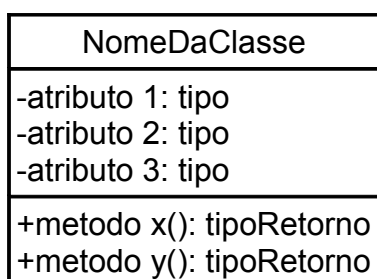 NomeDaClasse
-atributo 1: tipo
-atributo 2: tipo
-atributo 3: tipo
+metodo x(): tipoRetorno
+metodo y(): tipoRetorno